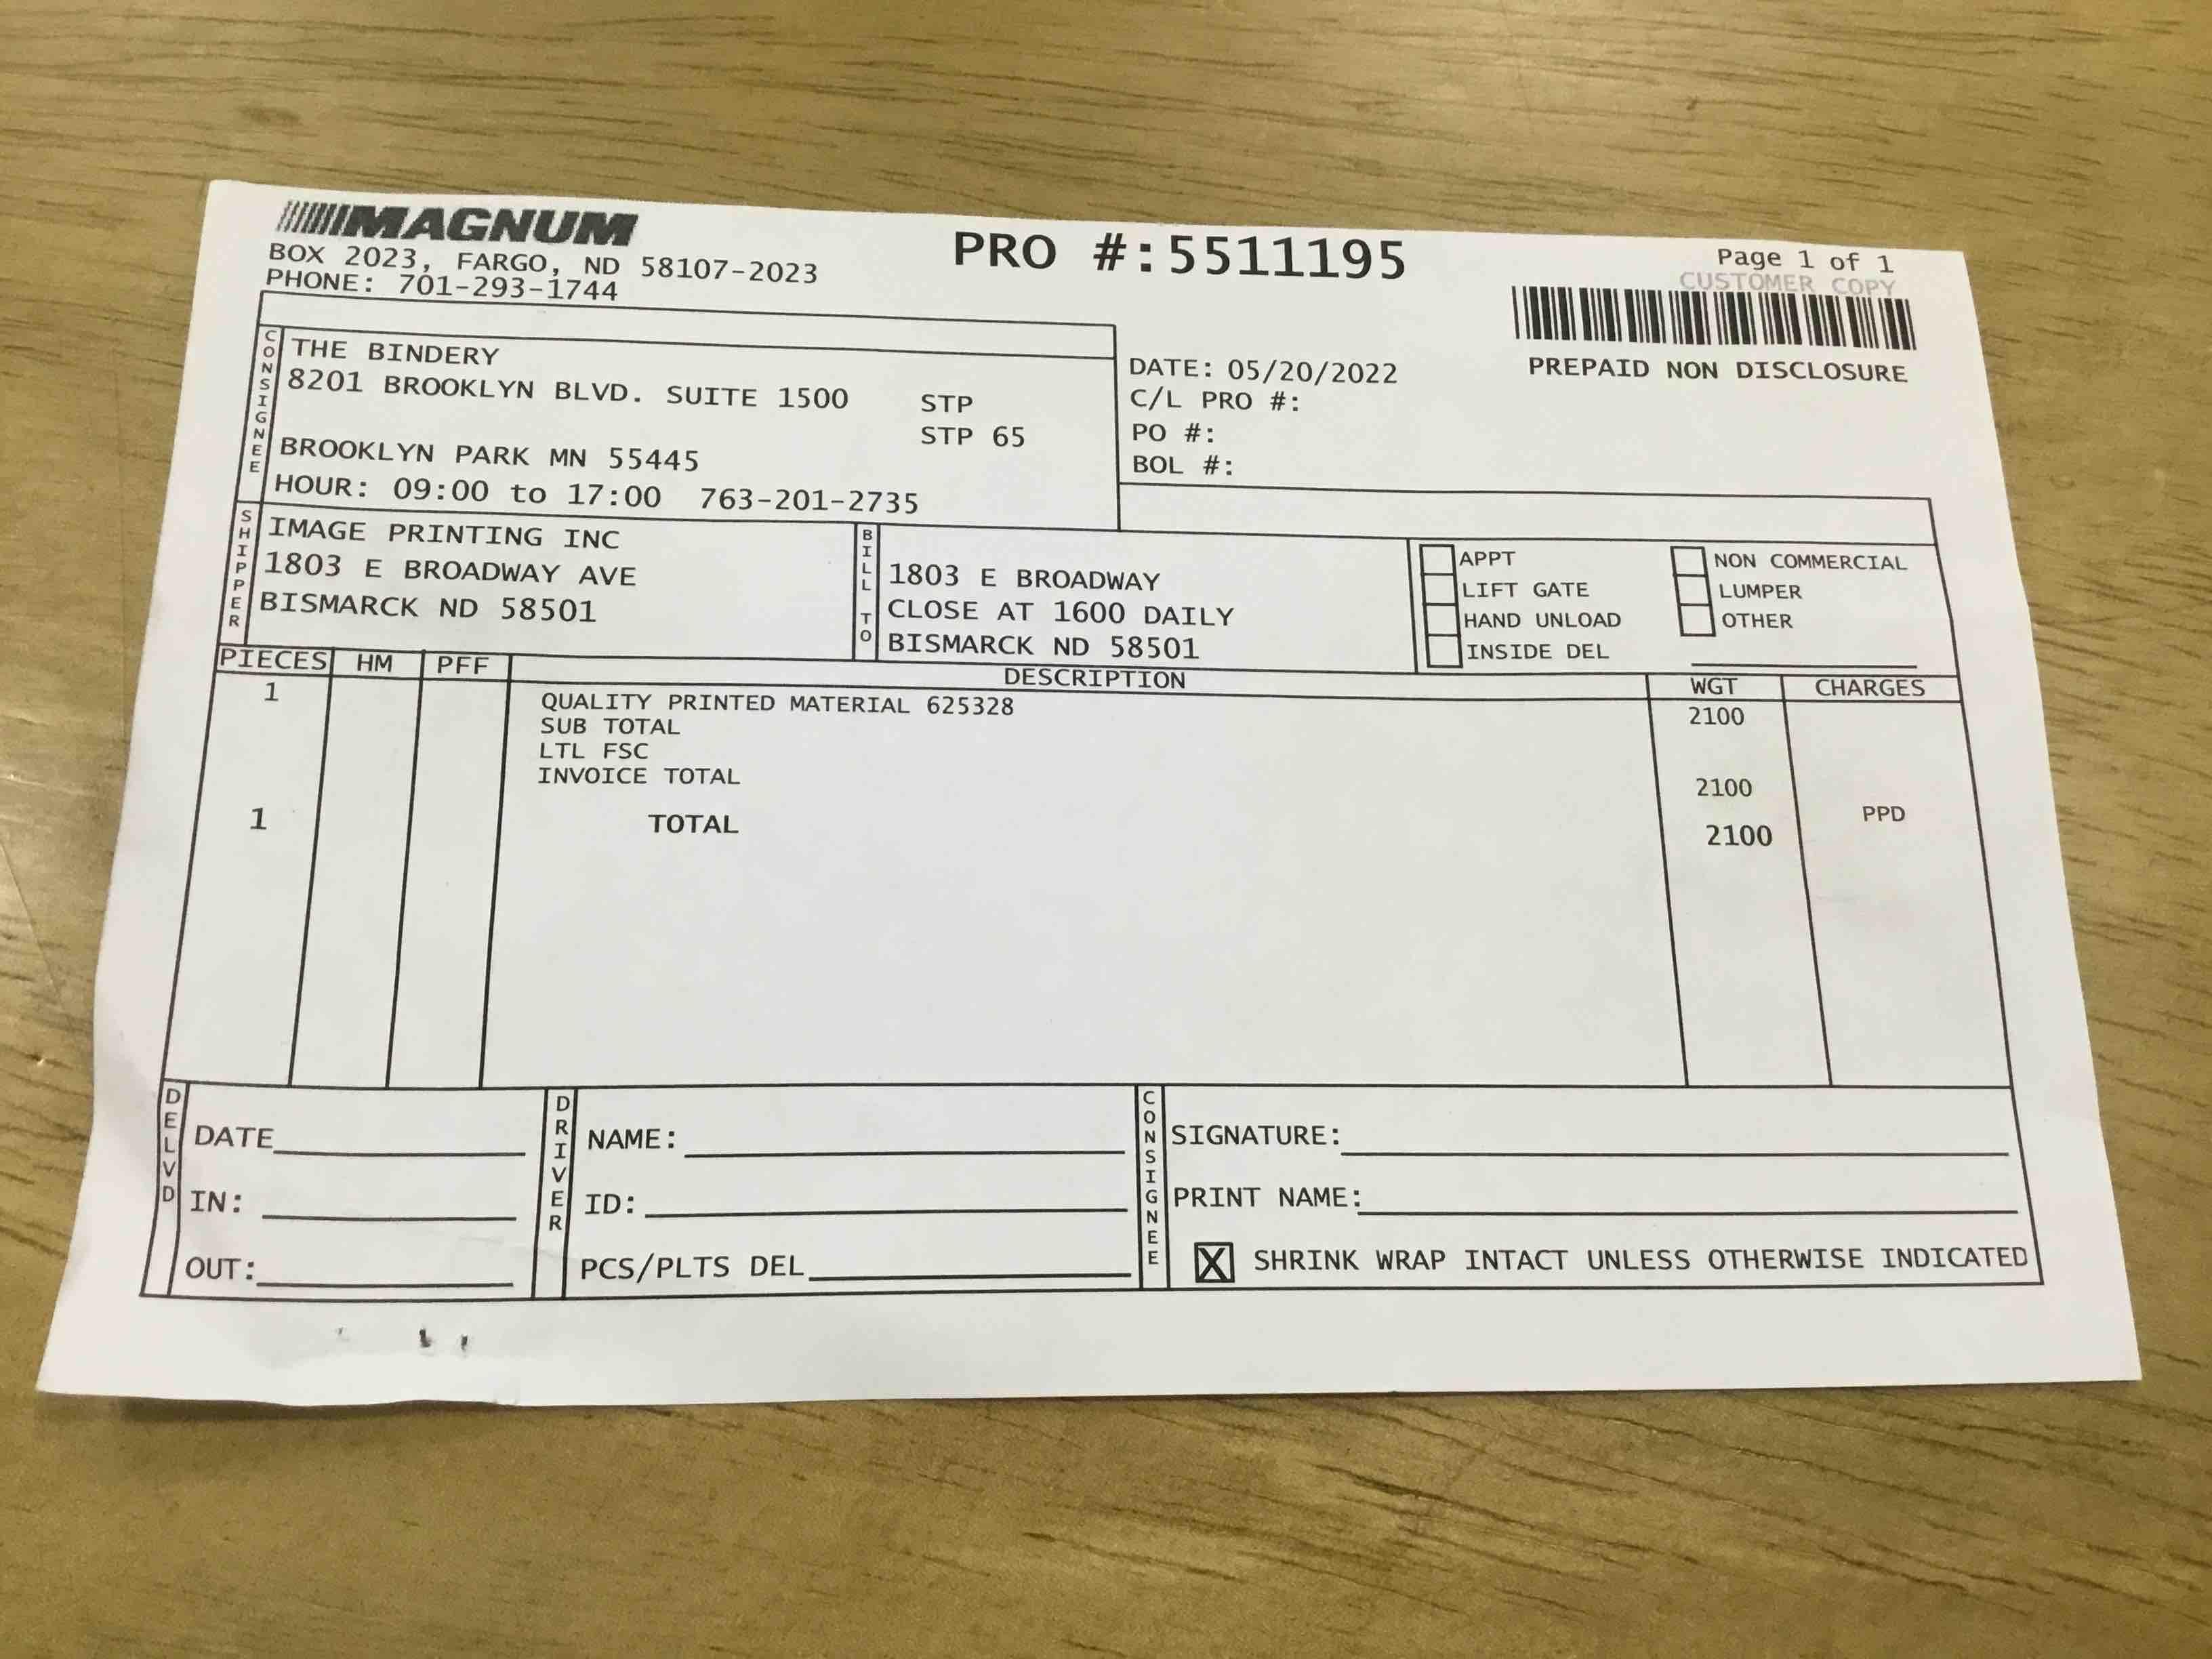 MAGNUM
BOX 2023, FARGO, ND 58107-2023
PHONE: 701-293-1744
PRO #:5511195
Page 1 of 1
CUSTOMER COPY
PREPAID NON DISCLOSURE
CONSIGNEE
THE BINDERY
8201 BROOKLYN BLVD. SUITE 1500 STP
STP 65
BROOKLYN PARK MN 55445
HOUR: 09:00 to 17:00 763-201-2735
DATE: 05/20/2022
C/L PRO #:
PO #:
BOL #:
SHIPPER
IMAGE PRINTING INC
1803 E BROADWAY AVE
BISMARCK ND 58501
BILL TO
1803 E BROADWAY
CLOSE AT 1600 DAILY
BISMARCK ND 58501
APPT
LIFT GATE
HAND UNLOAD
INSIDE DEL
NON COMMERCIAL
LUMPER
OTHER
PIECES HM PFF DESCRIPTION WGT CHARGES
1 QUALITY PRINTED MATERIAL 625328 2100
SUB TOTAL
LTL FSC
INVOICE TOTAL 2100
PPD
1 TOTAL 2100
DELVD
DATE
IN:
OUT:
DRIVER
NAME:
ID:
PCS/PLTS DEL
CONSIGNEE
SIGNATURE:
PRINT NAME:
X SHRINK WRAP INTACT UNLESS OTHERWISE INDICATED